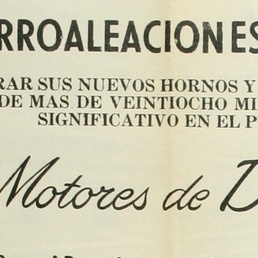 RROALEACIONES
RAR SUS NUEVOS HORNOS Y
DE MAS DE VEINTIOCHO MI
SIGNIFICATIVO EN EL P
Motores de D